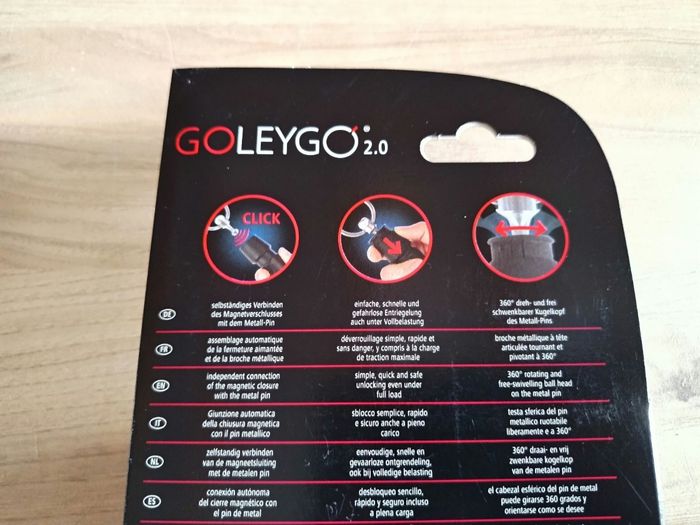 GOLEYGO® 2.0
CLICK
DE
selbständiges Verbinden
des Magnetverschlusses
mit dem Metall-Pin
einfache, schnelle und
gefahrlose Entriegelung
auch unter Vollbelastung
360° dreh- und frei
schwenkbarer Kugelkopf
des Metall-Pins
FR
assemblage automatique
de la fermeture aimantée
et de la broche métallique
déverrouillage simple, rapide et
sans danger, y compris à la charge
de traction maximale
broche métallique à tête
articulée tournant et
pivotant à 360°
EN
independent connection
of the magnetic closure
with the metal pin
simple, quick and safe
unlocking even under
full load
360° rotating and
free-swivelling ball head
on the metal pin
IT
Giunzione automatica
della chiusura magnetica
con il pin metallico
sblocco semplice, rapido
e sicuro anche a pieno
carico
testa sferica del pin
metallico ruotabile
liberamente e a 360°
NL
zelfstandig verbinden
van de magneetsluiting
met de metalen pin
eenvoudige, snelle en
gevaarloze ontgrendeling,
ook bij volledige belasting
360° draai- en vrij
zwenkbare kogelkop
van de metalen pin
ES
conexión autónoma
del cierre magnético con
el pin de metal
desbloqueo sencillo,
rápido y seguro incluso
a plena carga
el cabezal esférico del pin de metal
puede girarse 360 grados y
orientarse como se desee